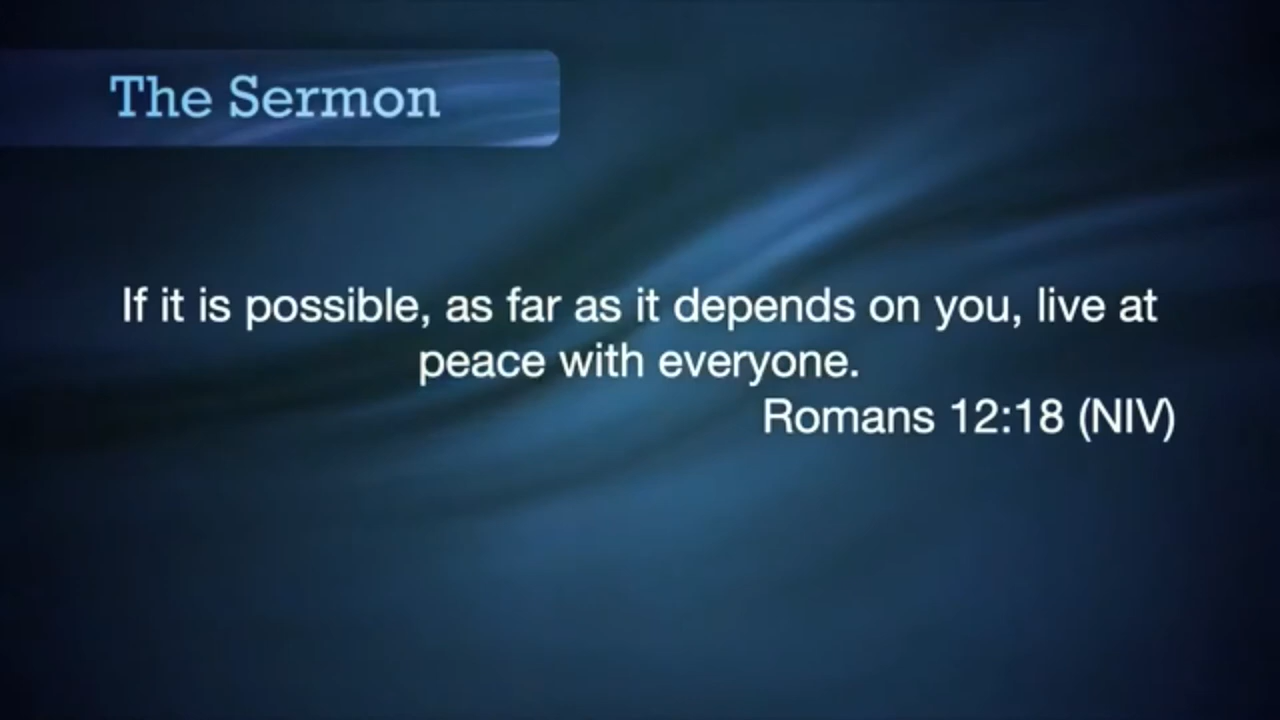 The Sermon
If it is possible, as far as it depends on you, live at
peace with everyone.
Romans 12:18 (NIV)